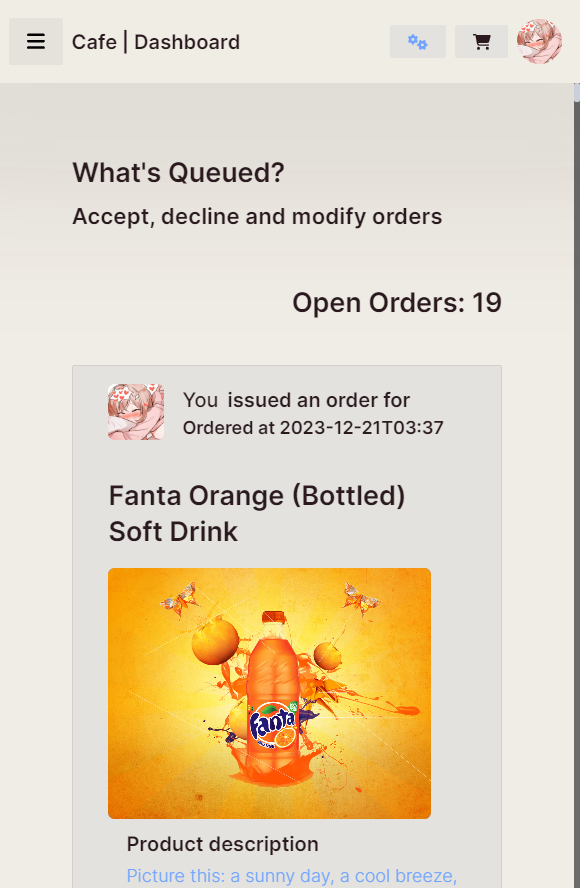 Cafe | Dashboard
What's Queued?
Accept, decline and modify orders
Open Orders: 19
You issued an order for
Ordered at 2023-12-21T03:37
Fanta Orange (Bottled)
Soft Drink
Fanta
Product description
Picture this: a sunny day, a cool breeze,